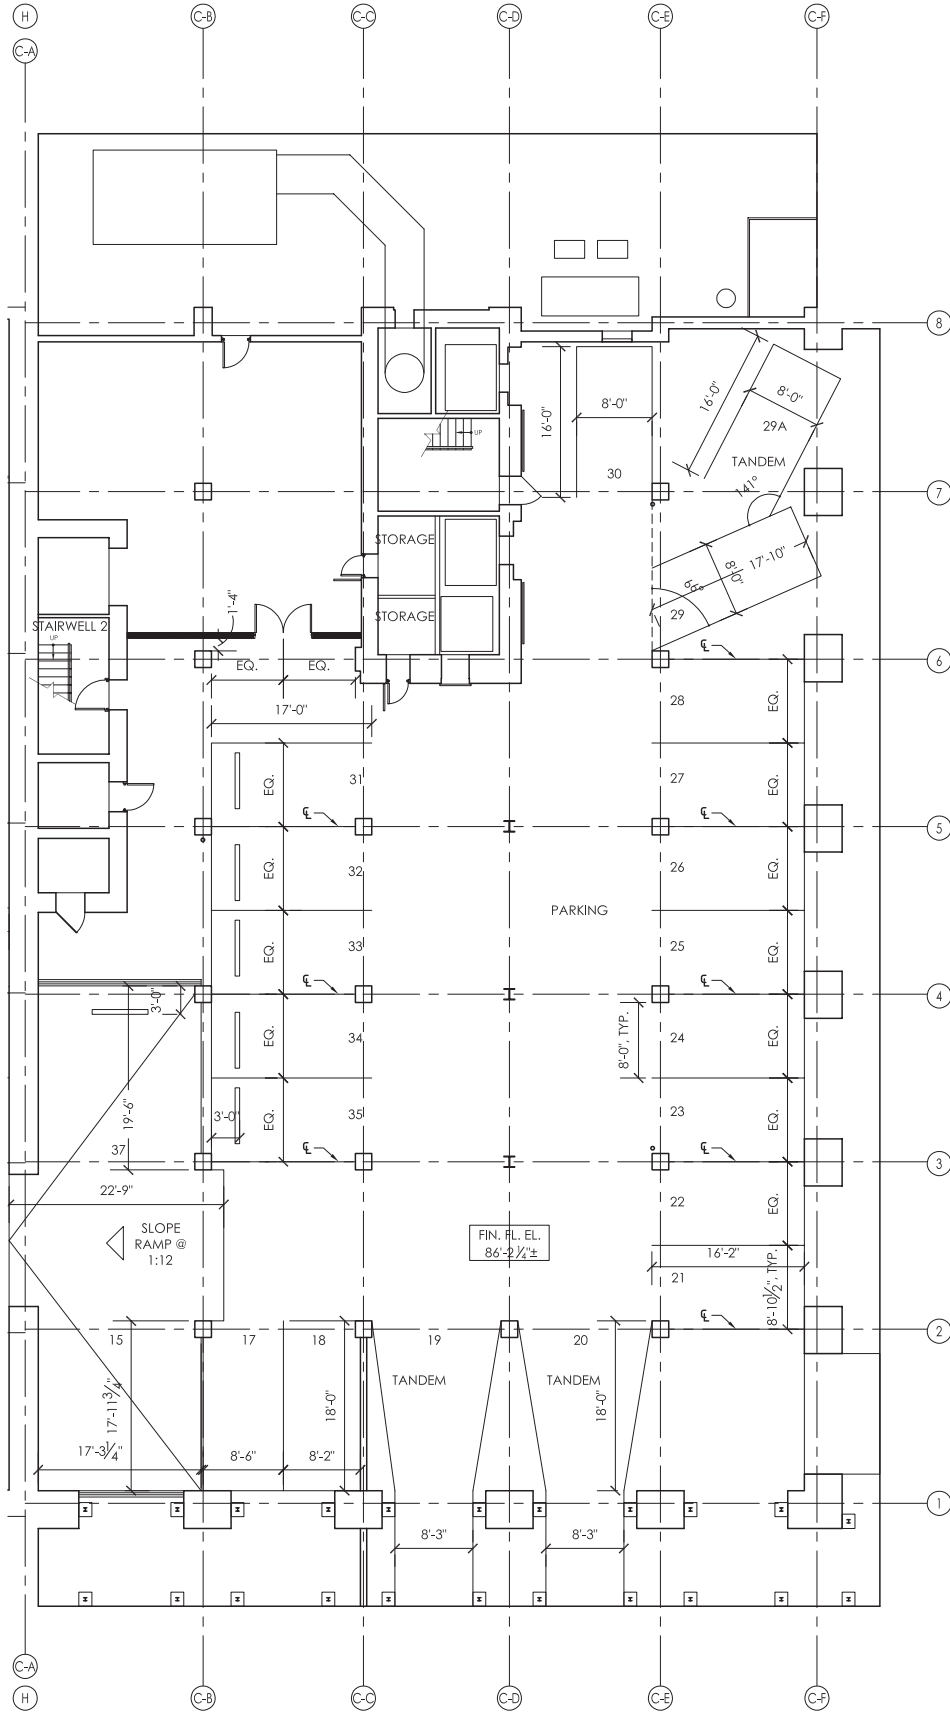 H
C-A
C-B
C-C
C-D
C-E
C-F
8
16'-0"
8'-0"
30
16'-0"
8'-0"
29A
TANDEM
141°
UP
7
STORAGE
STORAGE
17'-10"
8'-0"
66°
29
1'-4"
STAIRWELL 2
UP
EQ.
EQ.
℄
6
17'-0"
28
EQ.
31
EQ.
27
EQ.
℄
℄
5
32
EQ.
26
EQ.
PARKING
33
EQ.
25
EQ.
℄
℄
4
3'-0"
34
EQ.
8'-0", TYP.
24
EQ.
19'-6"
3'-0"
35
EQ.
23
EQ.
37
℄
℄
3
22'-9"
22
EQ.
SLOPE
RAMP @
1:12
FIN. FL. EL.
86'-2 1/4"±
16'-2"
21
8'-10 1/2", TYP.
℄
2
15
17
18
19
20
TANDEM
TANDEM
17'-11 3/4"
18'-0"
18'-0"
17'-3 1/4"
8'-6"
8'-2"
1
8'-3"
8'-3"
C-A
H
C-B
C-C
C-D
C-E
C-F